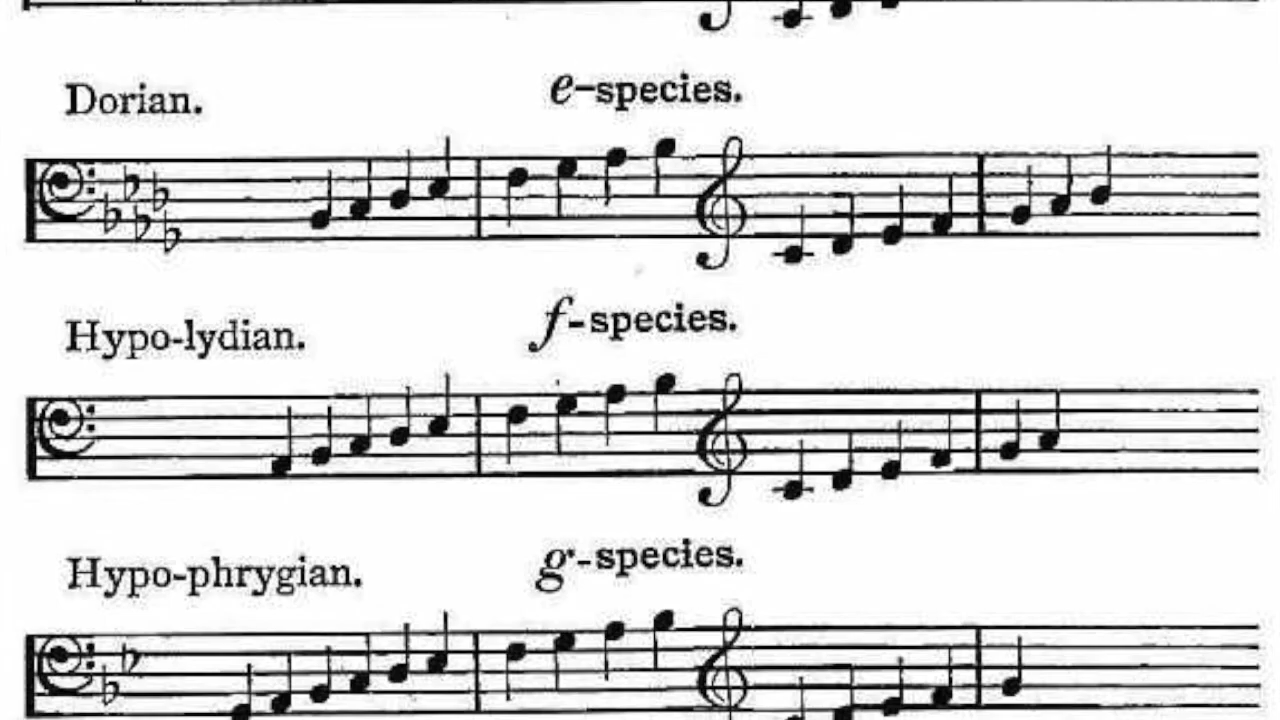 Dorian. e-species.
Hypo-lydian. f-species.
Hypo-phrygian. g-species.